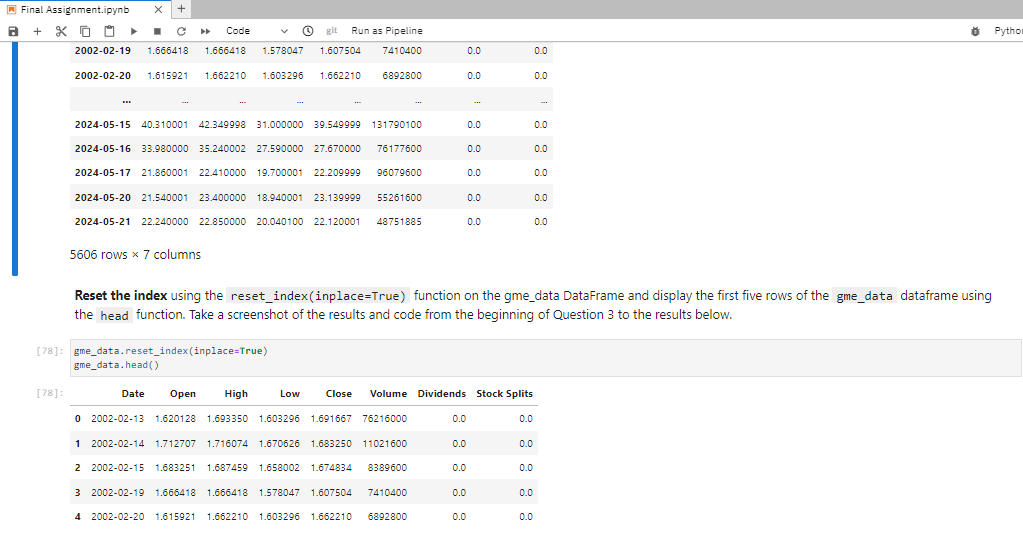 Final Assignment.ipynb × +
Code git Run as Pipeline Python
2002-02-19 1.666418 1.666418 1.578047 1.607504 7410400 0.0 0.0
2002-02-20 1.615921 1.662210 1.603296 1.662210 6892800 0.0 0.0
... ... ... ... ... ... ... ...
2024-05-15 40.310001 42.349998 31.000000 39.549999 131790100 0.0 0.0
2024-05-16 33.980000 35.240002 27.590000 27.670000 76177600 0.0 0.0
2024-05-17 21.860001 22.410000 19.700001 22.209999 96079600 0.0 0.0
2024-05-20 21.540001 23.400000 18.940001 23.139999 55261600 0.0 0.0
2024-05-21 22.240000 22.850000 20.040100 22.120001 48751885 0.0 0.0
5606 rows × 7 columns
Reset the index using the reset_index(inplace=True) function on the gme_data DataFrame and display the first five rows of the gme_data dataframe using
the head function. Take a screenshot of the results and code from the beginning of Question 3 to the results below.
[78]: gme_data.reset_index(inplace=True)
gme_data.head()
[78]: Date Open High Low Close Volume Dividends Stock Splits
0 2002-02-13 1.620128 1.693350 1.603296 1.691667 76216000 0.0 0.0
1 2002-02-14 1.712707 1.716074 1.670626 1.683250 11021600 0.0 0.0
2 2002-02-15 1.683251 1.687459 1.658002 1.674834 8389600 0.0 0.0
3 2002-02-19 1.666418 1.666418 1.578047 1.607504 7410400 0.0 0.0
4 2002-02-20 1.615921 1.662210 1.603296 1.662210 6892800 0.0 0.0